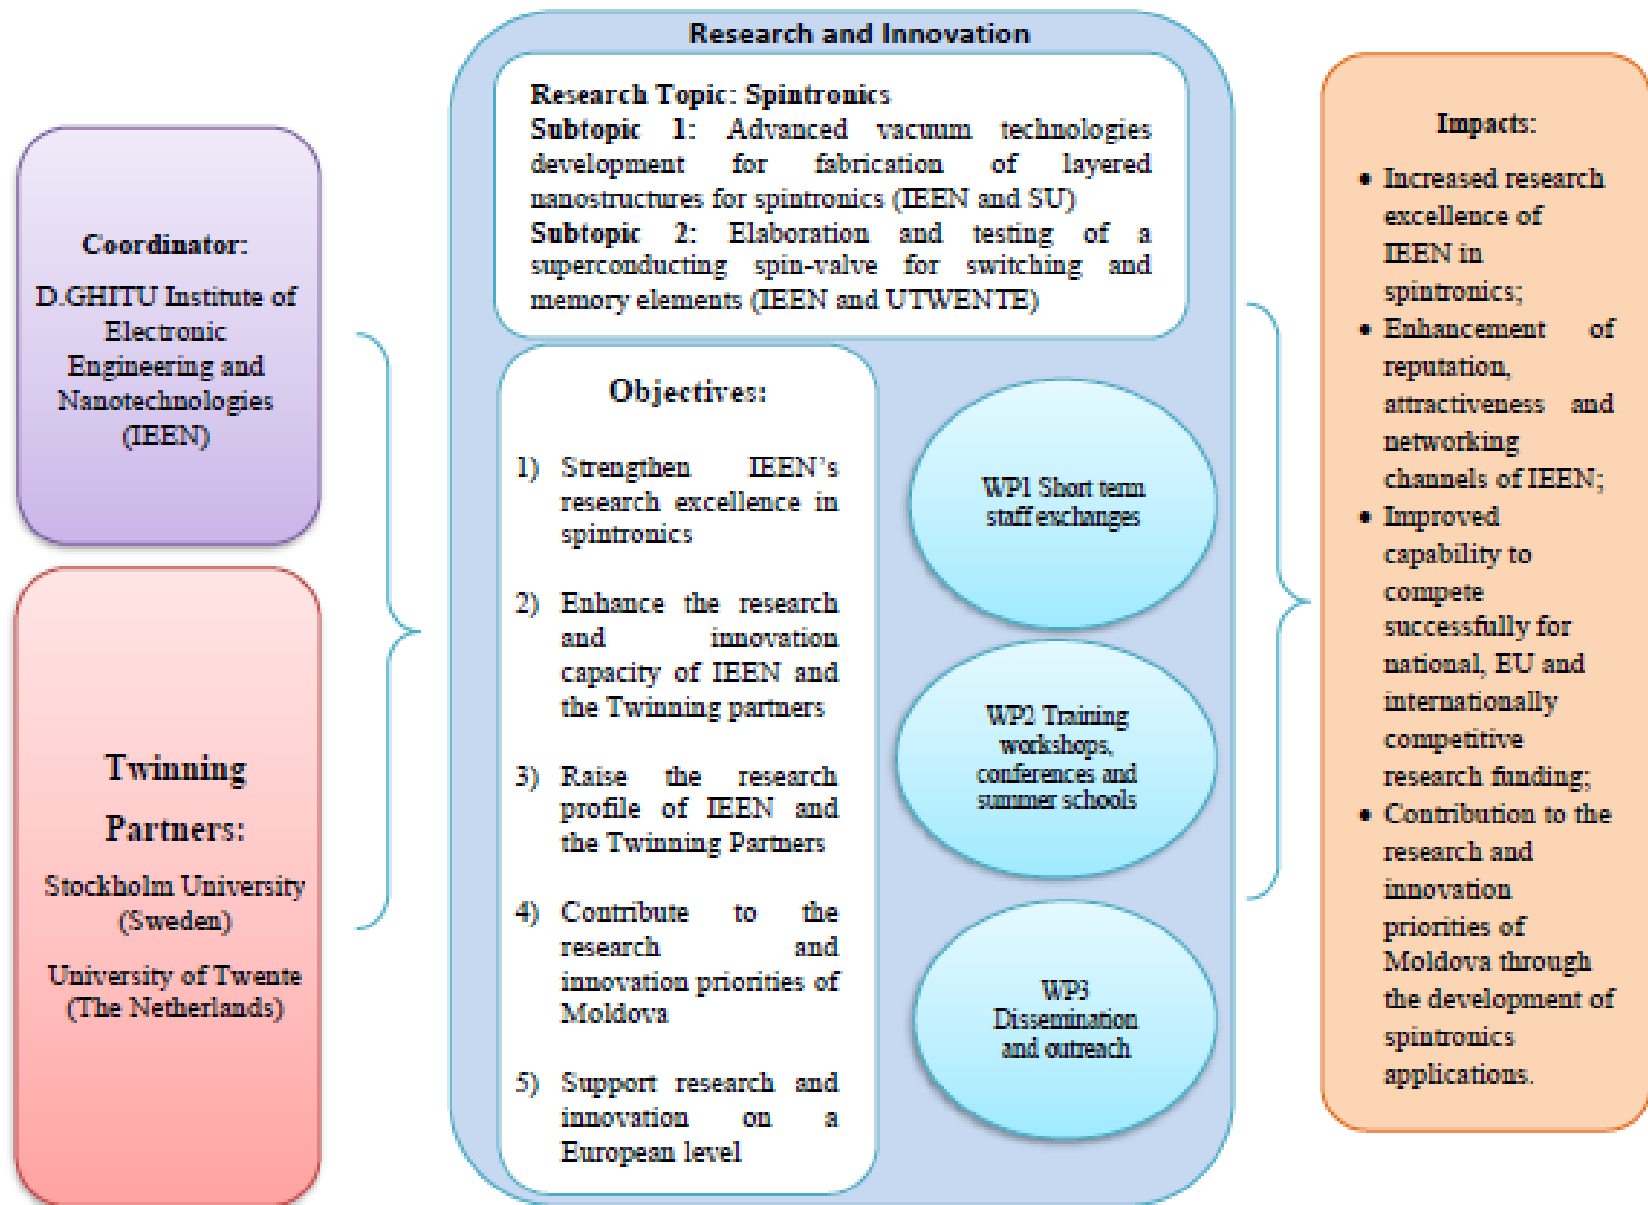 Coordinator:
D.GHITU Institute of
Electronic
Engineering and
Nanotechnologies
(IEEN)
Twinning
Partners:
Stockholm University
(Sweden)
University of Twente
(The Netherlands)
Research and Innovation
Research Topic: Spintronics
Subtopic 1: Advanced vacuum technologies
development for fabrication of layered
nanostructures for spintronics (IEEN and SU)
Subtopic 2: Elaboration and testing of a
superconducting spin-valve for switching and
memory elements (IEEN and UTWENTE)
Objectives:
1) Strengthen IEEN's
research excellence in
spintronics
2) Enhance the research
and innovation
capacity of IEEN and
the Twinning partners
3) Raise the research
profile of IEEN and
the Twinning Partners
4) Contribute to the
research and
innovation priorities of
Moldova
5) Support research and
innovation on a
European level
WP1 Short term
staff exchanges
WP2 Training
workshops,
conferences and
summer schools
WP3
Dissemination
and outreach
Impacts:
• Increased research
excellence of
IEEN in
spintronics;
• Enhancement of
reputation,
attractiveness and
networking
channels of IEEN;
• Improved
capability to
compete
successfully for
national, EU and
internationally
competitive
research funding;
• Contribution to the
research and
innovation
priorities of
Moldova through
the development of
spintronics
applications.